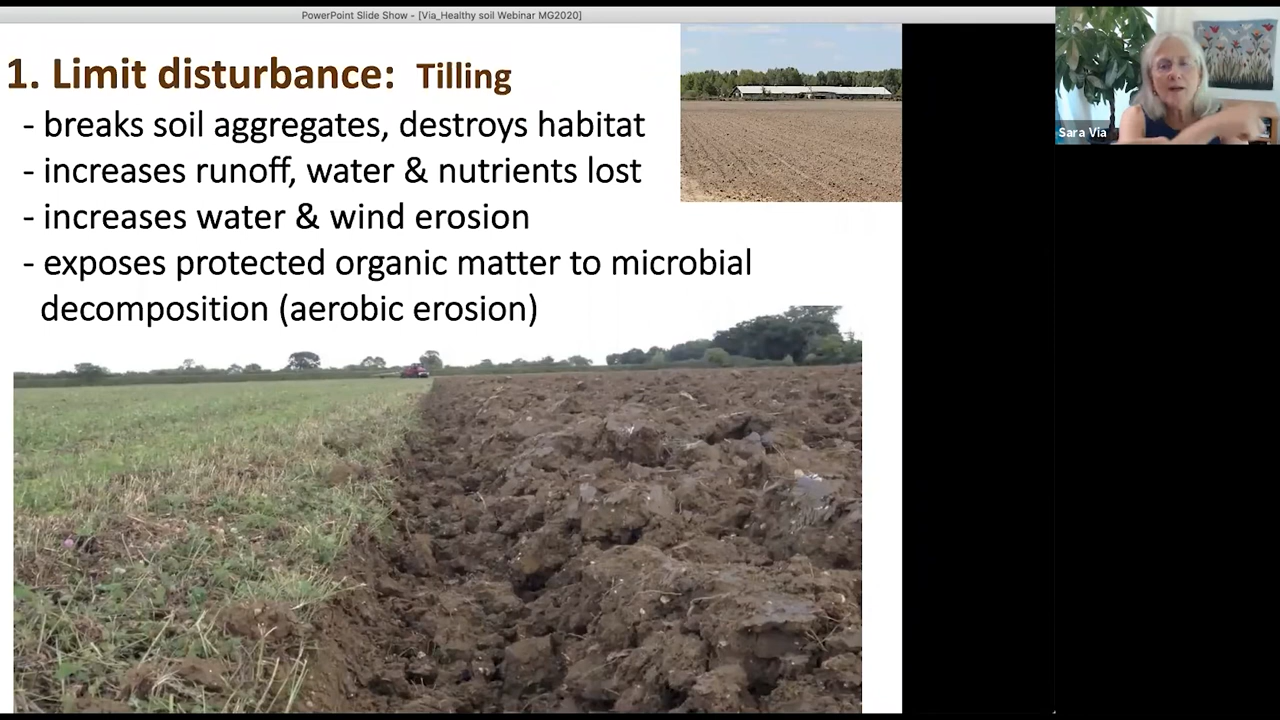 PowerPoint Slide Show - [Via_Healthy soil Webinar MG2020]
1. Limit disturbance: Tilling
- breaks soil aggregates, destroys habitat
- increases runoff, water & nutrients lost
- increases water & wind erosion
- exposes protected organic matter to microbial
decomposition (aerobic erosion)
Sara Via